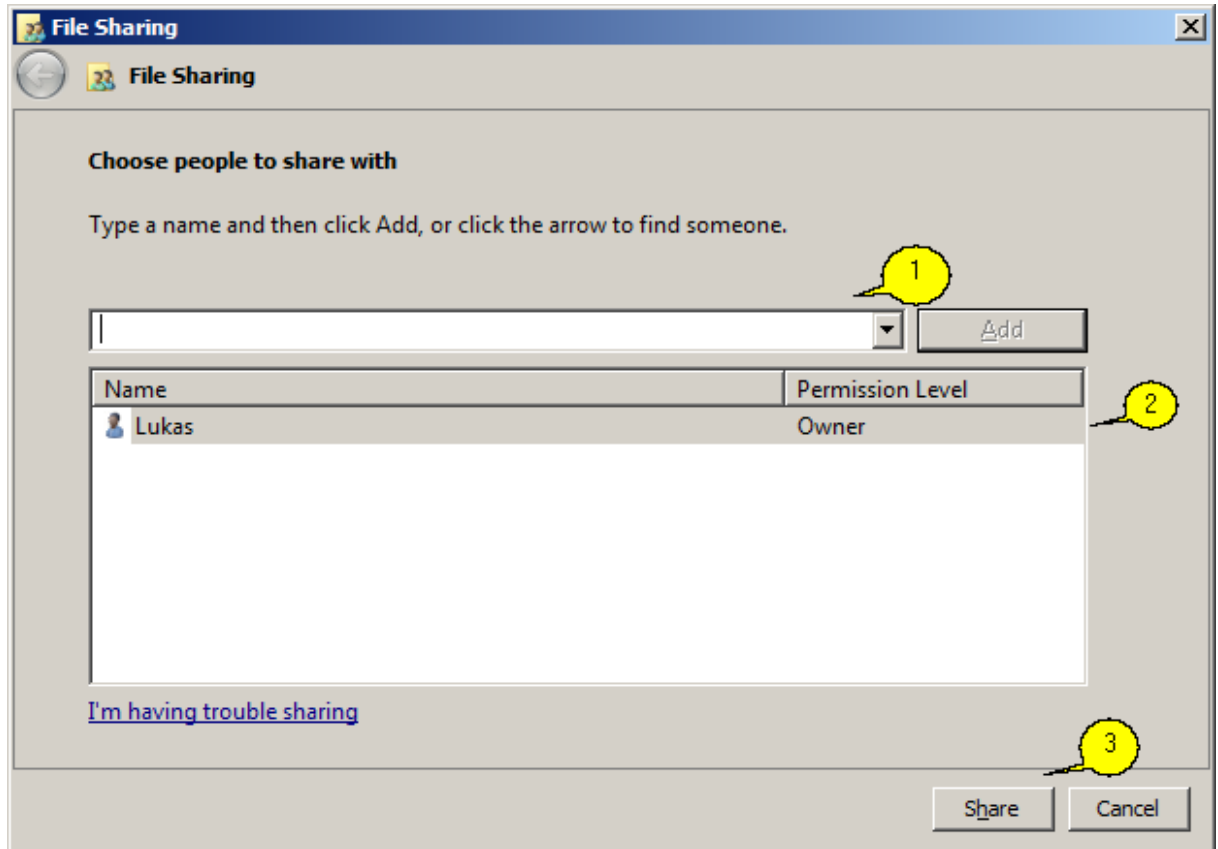 File Sharing
File Sharing
Choose people to share with
Type a name and then click Add, or click the arrow to find someone.
1
Add
Name Permission Level
2
Lukas Owner
I'm having trouble sharing
3
Share Cancel